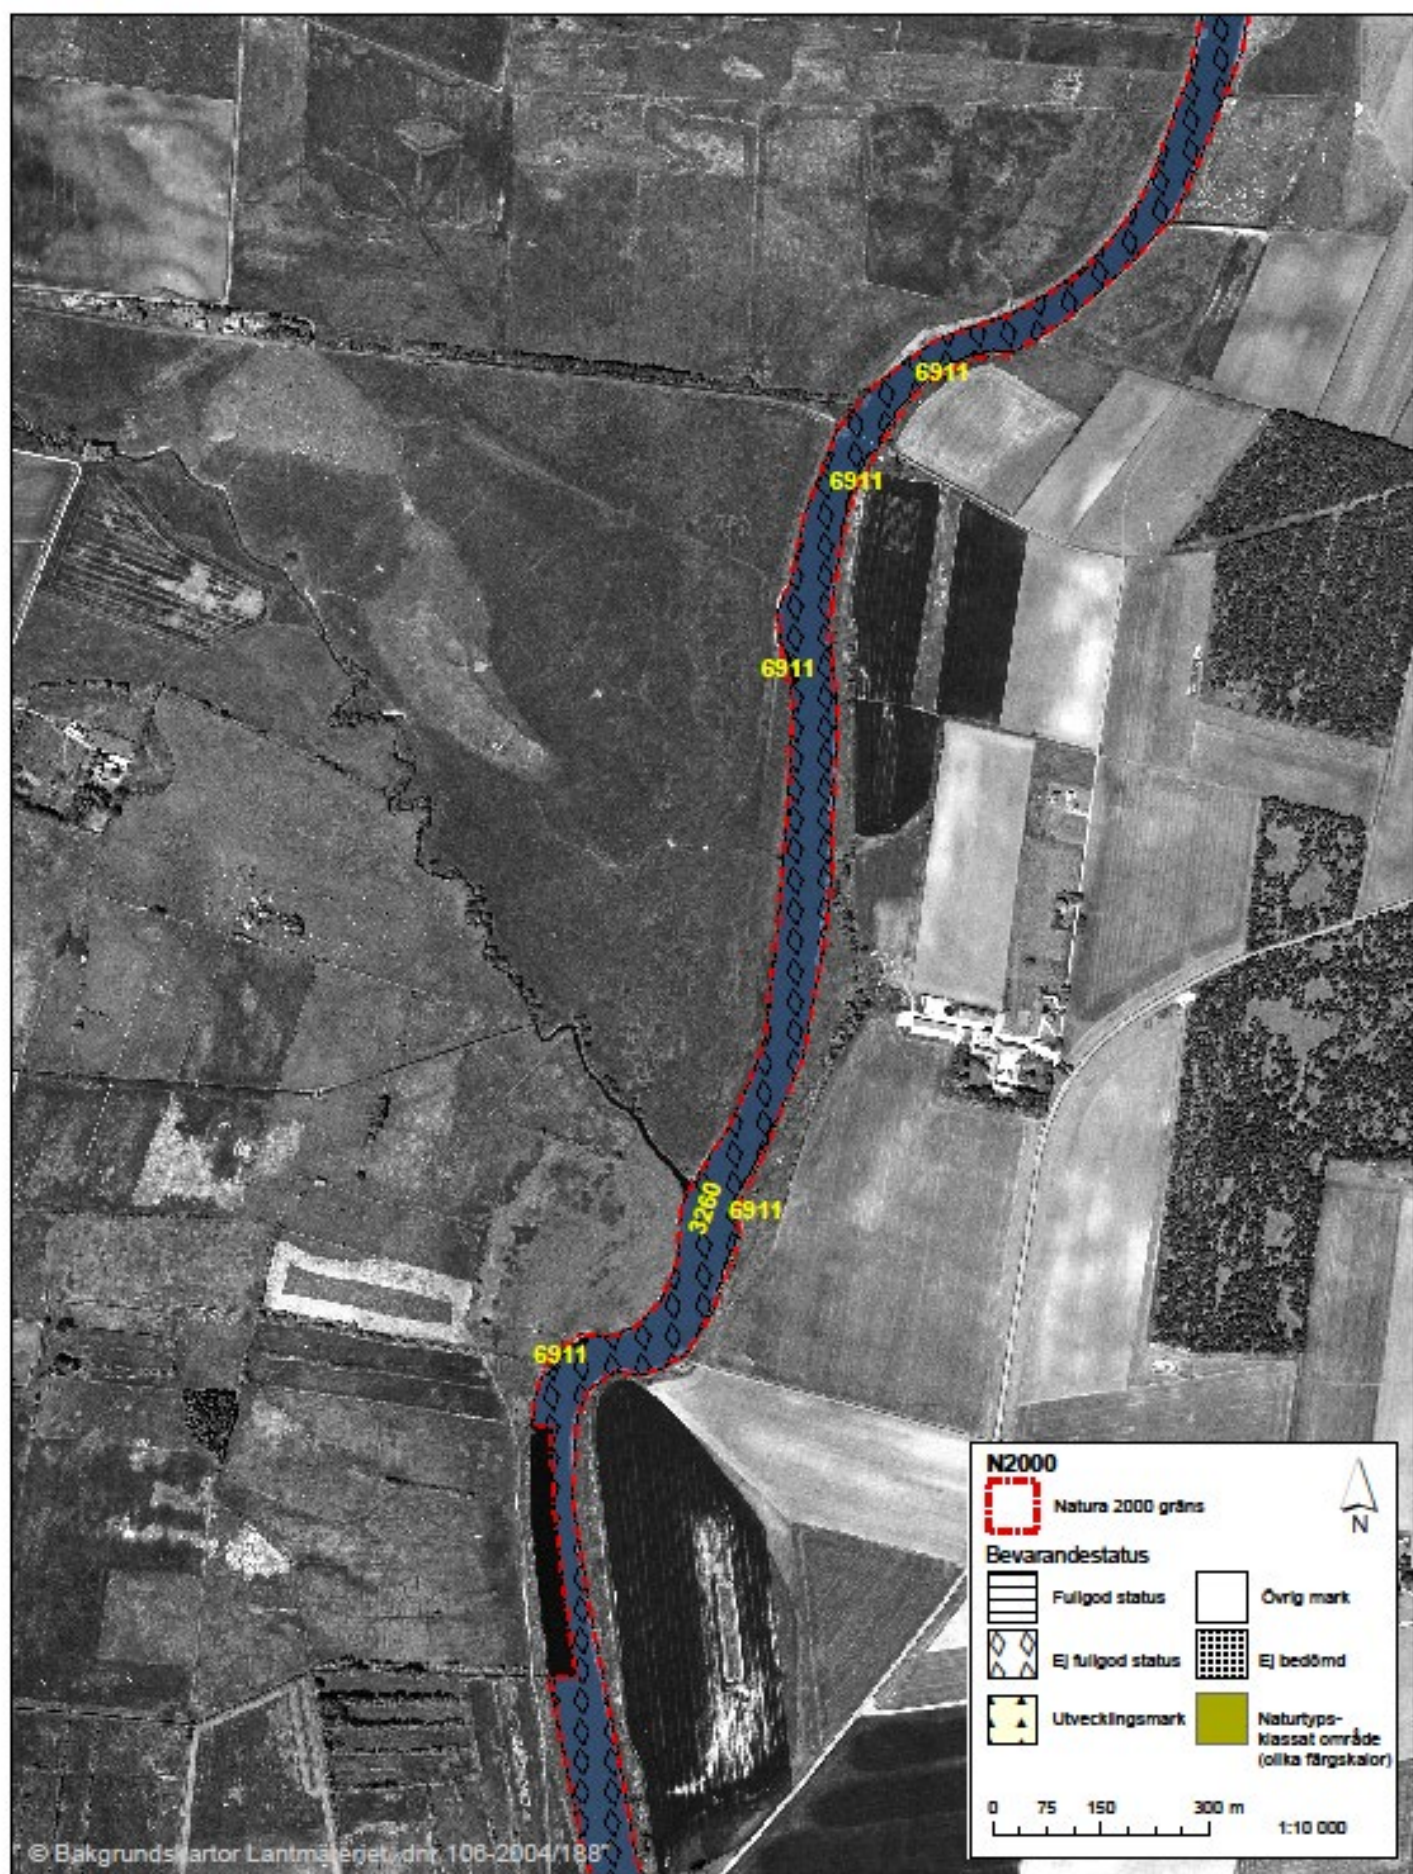 6911
6911
6911
3260
6911
6911
N2000
Natura 2000 gräns
N
Bevarandestatus
Fullgod status
Övrig mark
Ej fullgod status
Ej bedömd
Utvecklingsmark
Naturtyps-
klassat område
(olika färgskalor)
0 75 150 300 m
1:10 000
© Bakgrundskartor Lantmäteriet, dnr 106-2004/188